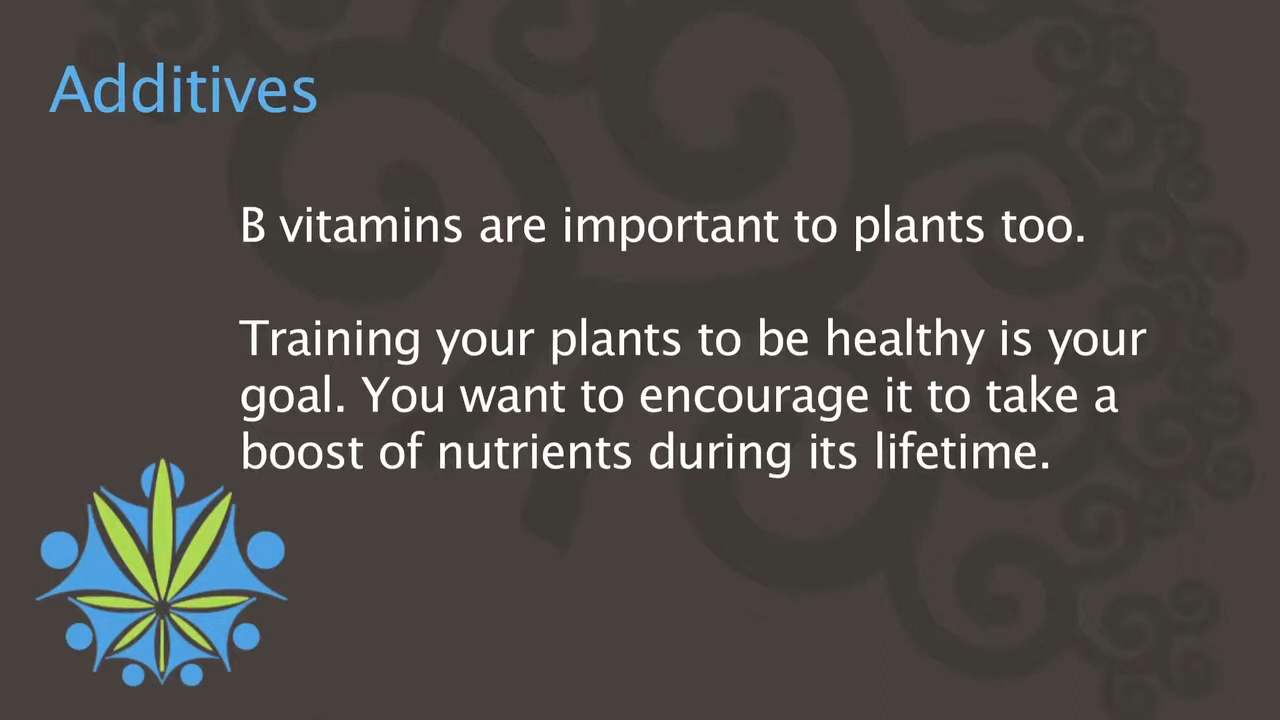 Additives
B vitamins are important to plants too.
Training your plants to be healthy is your
goal. You want to encourage it to take a
boost of nutrients during its lifetime.